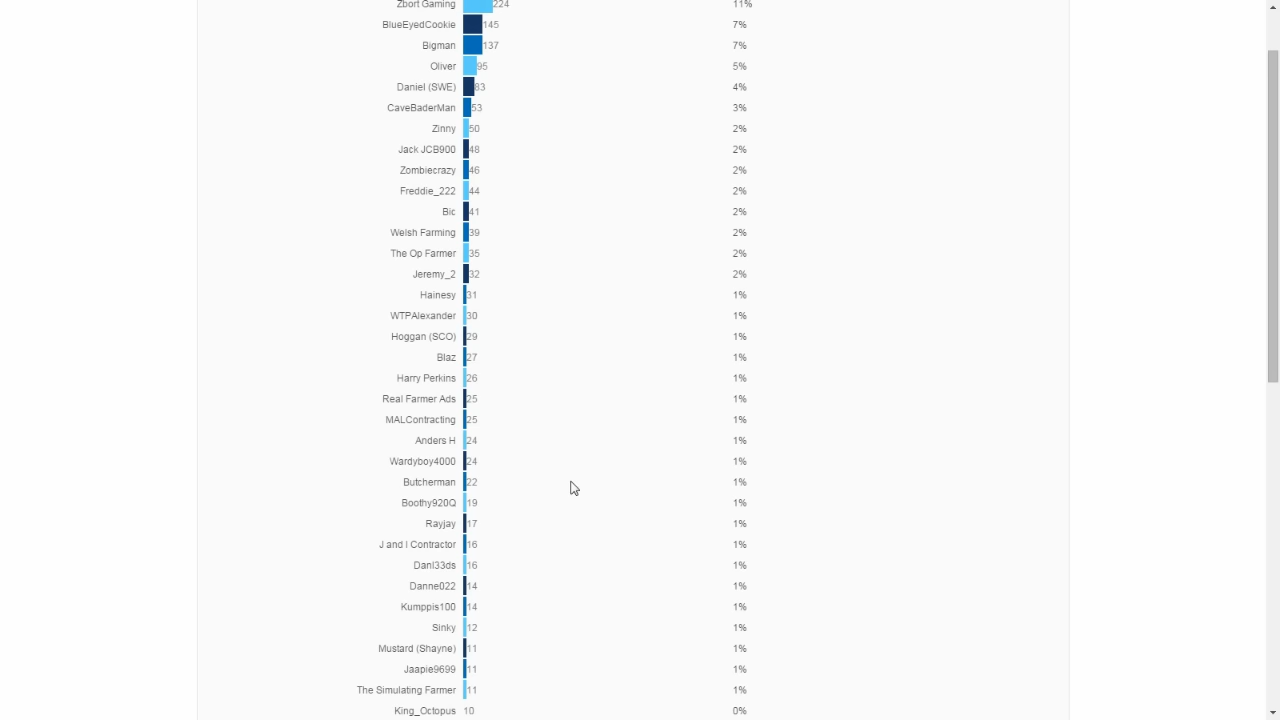 Zbort Gaming 224 11%
BlueEyedCookie 145 7%
Bigman 137 7%
Oliver 95 5%
Daniel (SWE) 83 4%
CaveBaderMan 53 3%
Zinny 50 2%
Jack JCB900 48 2%
Zombiecrazy 46 2%
Freddie_222 44 2%
Bic 41 2%
Welsh Farming 39 2%
The Op Farmer 35 2%
Jeremy_2 32 2%
Hainesy 31 1%
WTPAlexander 30 1%
Hoggan (SCO) 29 1%
Blaz 27 1%
Harry Perkins 26 1%
Real Farmer Ads 25 1%
MALContracting 25 1%
Anders H 24 1%
Wardyboy4000 24 1%
Butcherman 22 1%
Boothy920Q 19 1%
Rayjay 17 1%
J and I Contractor 16 1%
Danl33ds 16 1%
Danne022 14 1%
Kumppis100 14 1%
Sinky 12 1%
Mustard (Shayne) 11 1%
Jaapie9699 11 1%
The Simulating Farmer 11 1%
King_Octopus 10 0%